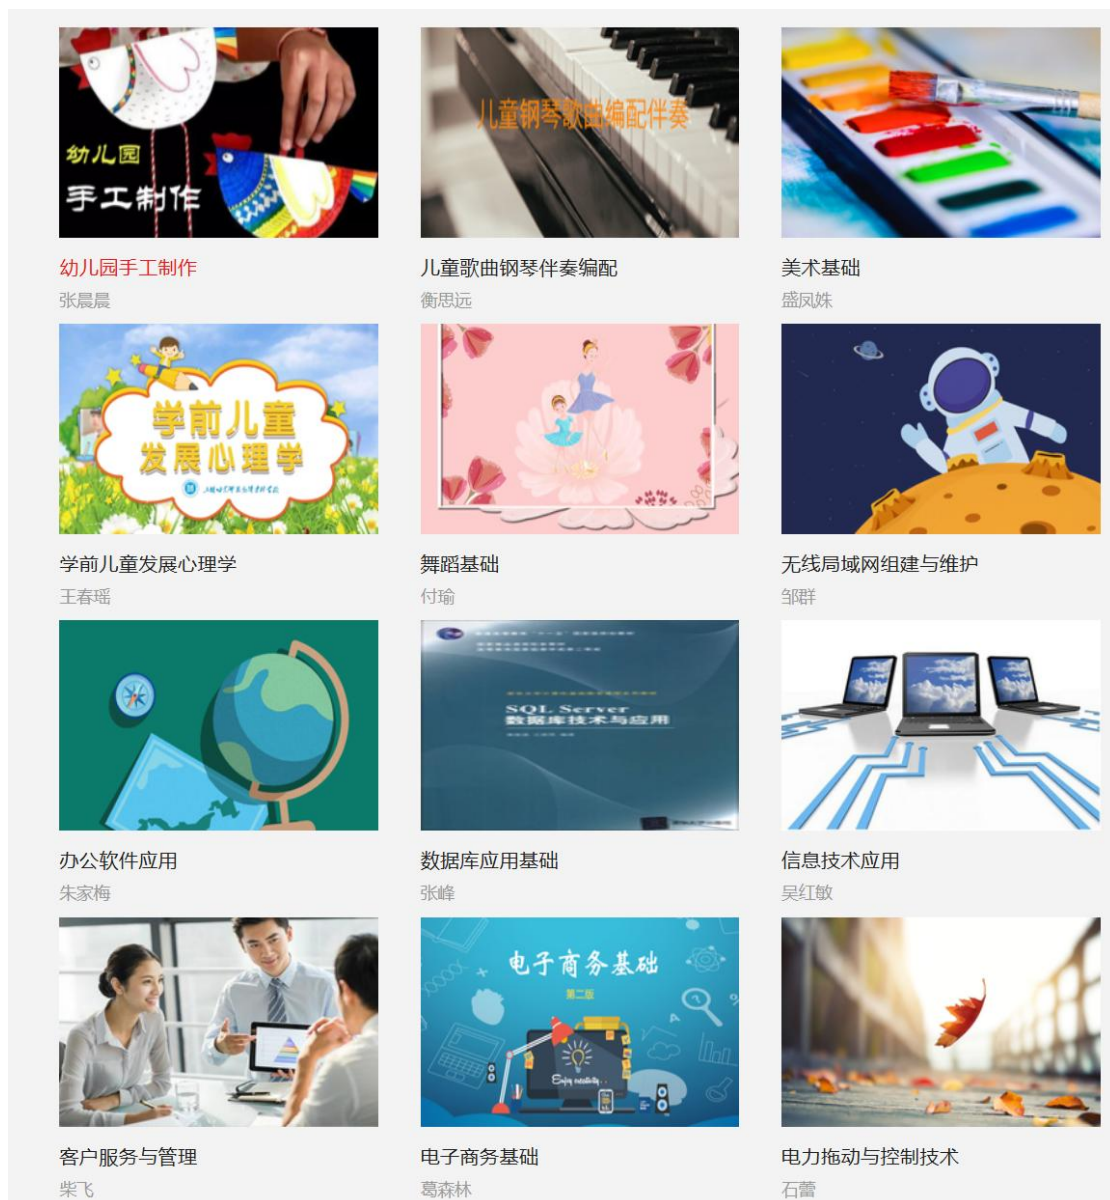 幼儿园
手工制作
儿童钢琴歌曲编配伴奏
幼儿园手工制作
儿童歌曲钢琴伴奏编配
美术基础
张晨晨
衡思远
盛凤姝
学前儿童
发展心理学
学前儿童发展心理学
舞蹈基础
无线局域网组建与维护
王春瑶
付瑜
邹群
SQL Server
数据库技术与应用
办公软件应用
数据库应用基础
信息技术应用
朱家梅
张峰
吴红敏
电子商务基础
第二版
Enjoy creativity
客户服务与管理
电子商务基础
电力拖动与控制技术
柴飞
葛森林
石蕾